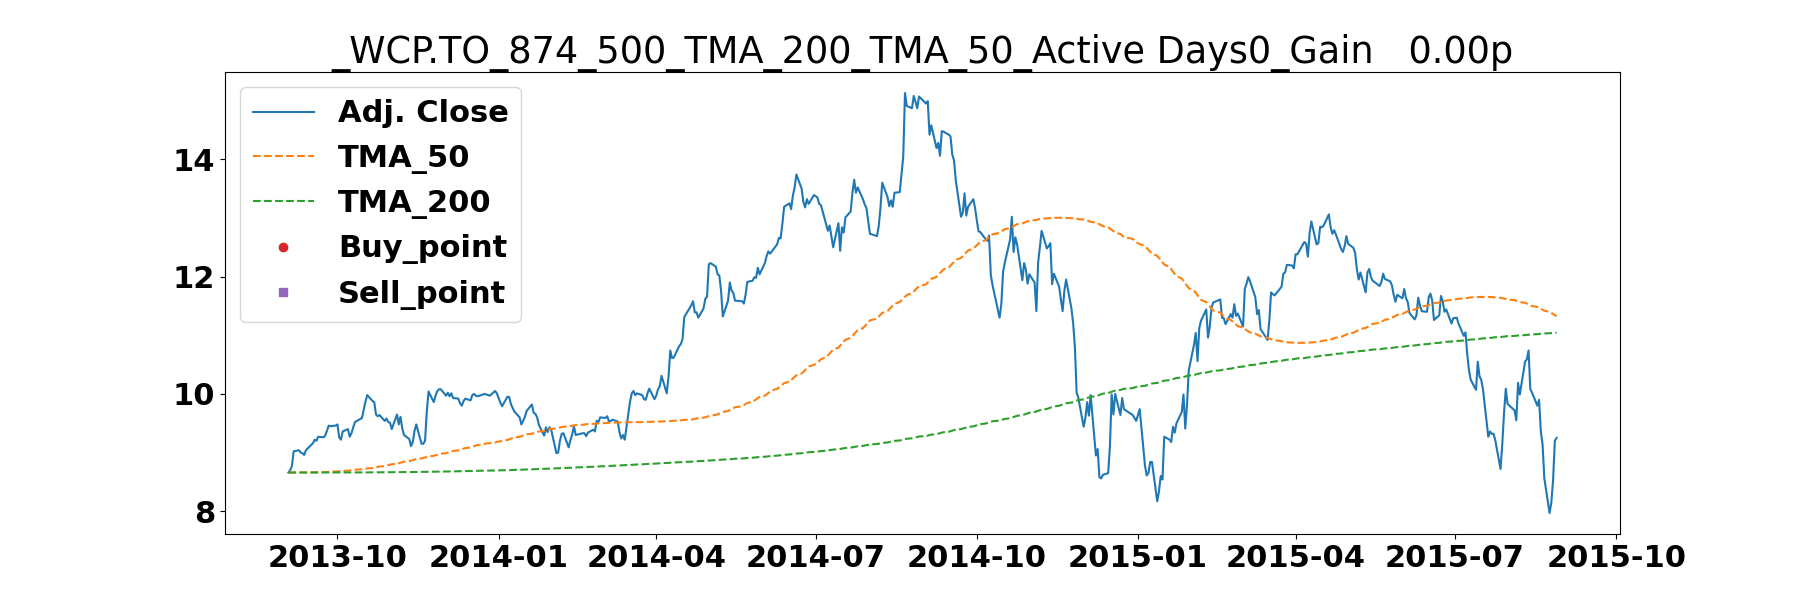 _WCP.TO_874_500_TMA_200_TMA_50_Active Days0_Gain   0.00p
Adj. Close
TMA_50
TMA_200
Buy_point
Sell_point
14
12
10
8
2013-10 2014-01 2014-04 2014-07 2014-10 2015-01 2015-04 2015-07 2015-10